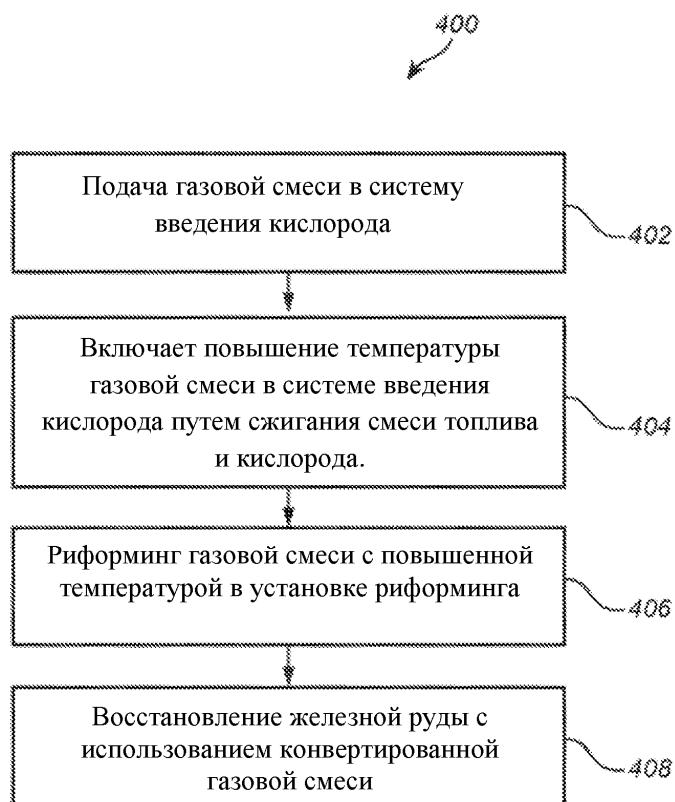 400
Подача газовой смеси в систему
введения кислорода
402
Включает повышение температуры
газовой смеси в системе введения
кислорода путем сжигания смеси топлива
и кислорода.
404
Риформинг газовой смеси с повышенной
температурой в установке риформинга
406
Восстановление железной руды с
использованием конвертированной
газовой смеси
408